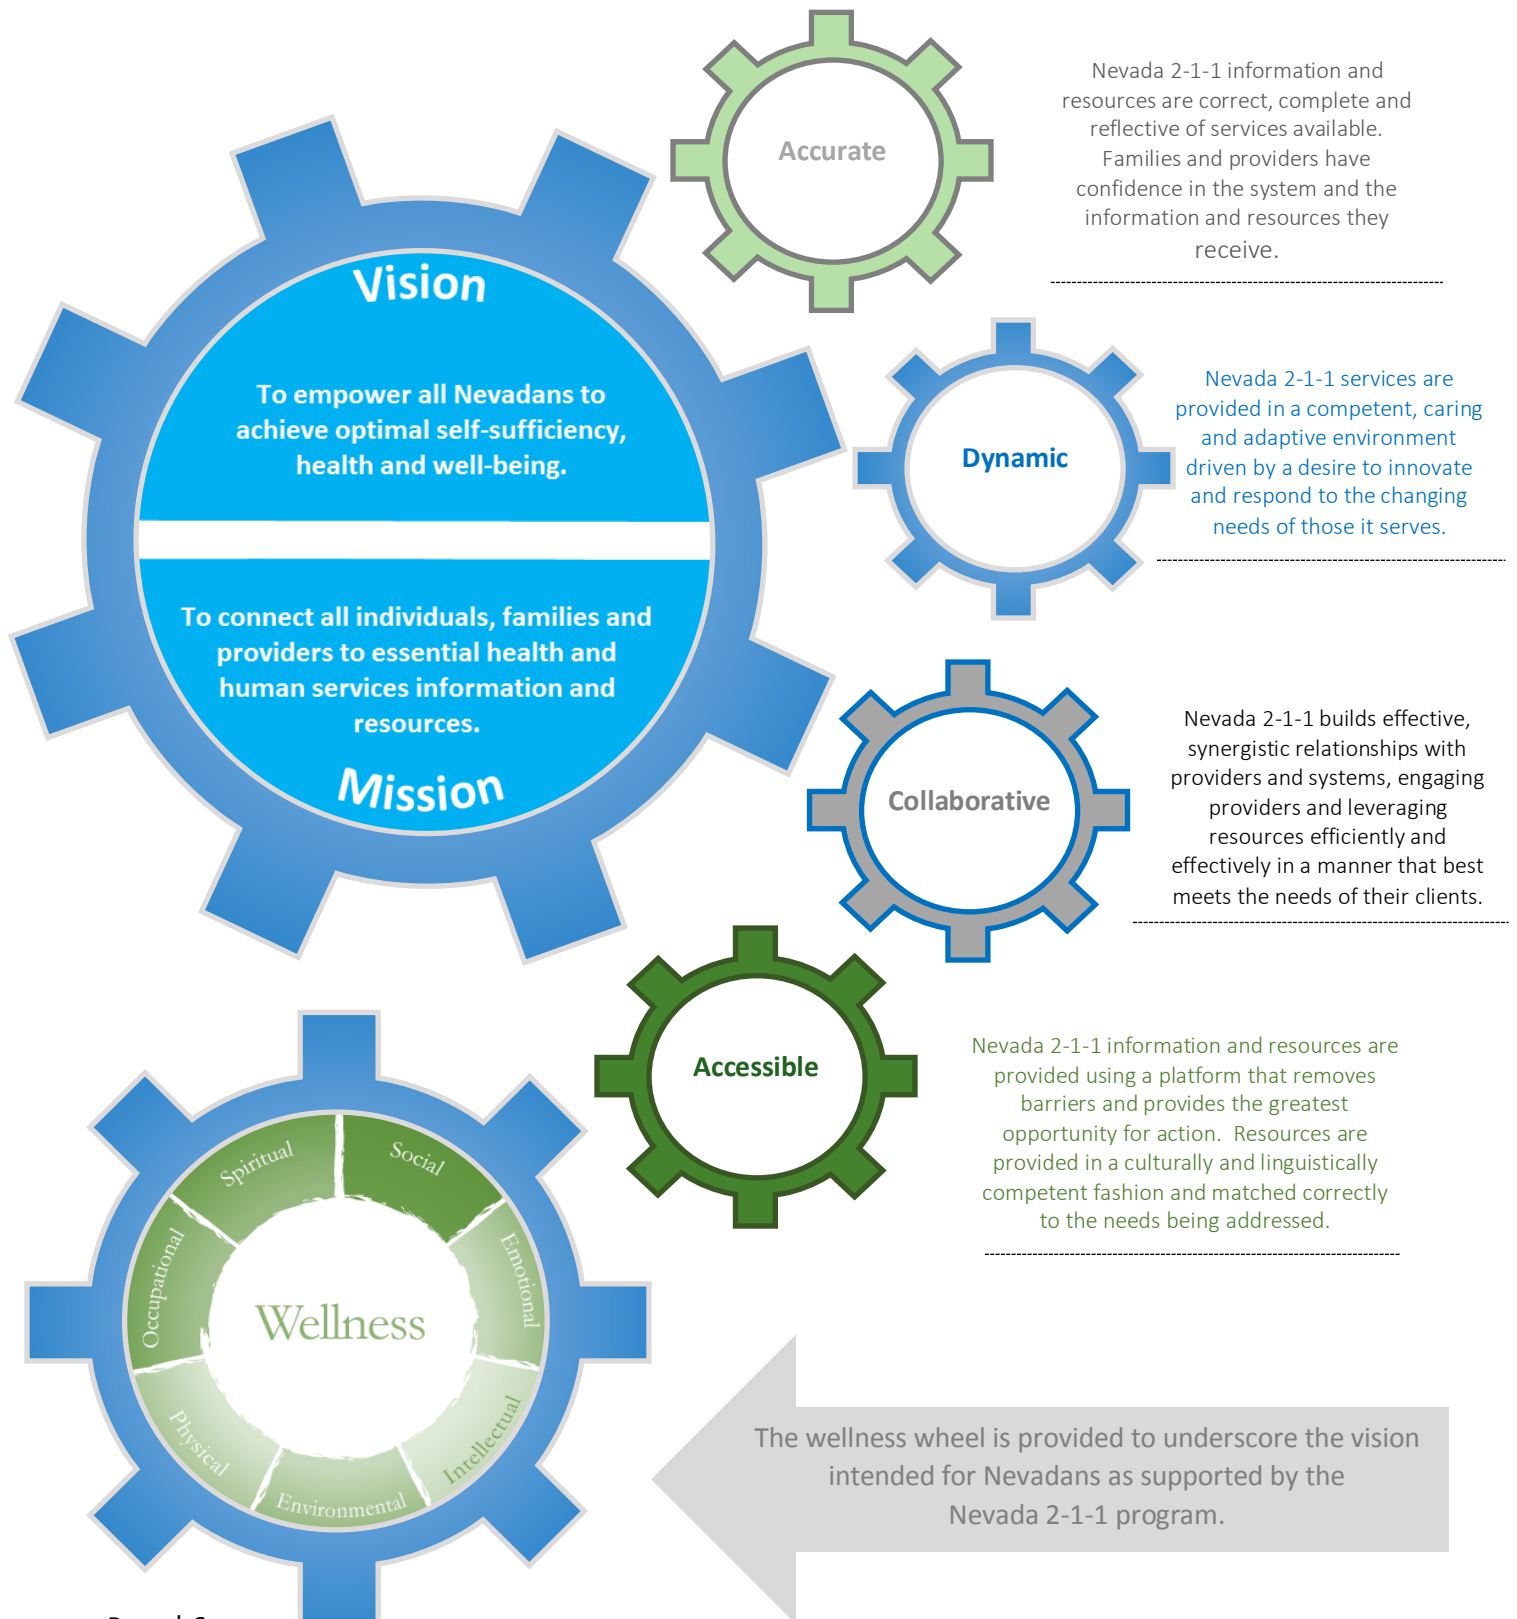 Accurate
Nevada 2-1-1 information and
resources are correct, complete and
reflective of services available.
Families and providers have
confidence in the system and the
information and resources they
receive.
Vision
To empower all Nevadans to
achieve optimal self-sufficiency,
health and well-being.
To connect all individuals, families and
providers to essential health and
human services information and
resources.
Mission
Dynamic
Nevada 2-1-1 services are
provided in a competent, caring
and adaptive environment
driven by a desire to innovate
and respond to the changing
needs of those it serves.
Collaborative
Nevada 2-1-1 builds effective,
synergistic relationships with
providers and systems, engaging
providers and leveraging
resources efficiently and
effectively in a manner that best
meets the needs of their clients.
Accessible
Nevada 2-1-1 information and resources are
provided using a platform that removes
barriers and provides the greatest
opportunity for action.  Resources are
provided in a culturally and linguistically
competent fashion and matched correctly
to the needs being addressed.
Spiritual
Social
Occupational
Emotional
Wellness
Physical
Intellectual
Environmental
The wellness wheel is provided to underscore the vision
intended for Nevadans as supported by the
Nevada 2-1-1 program.